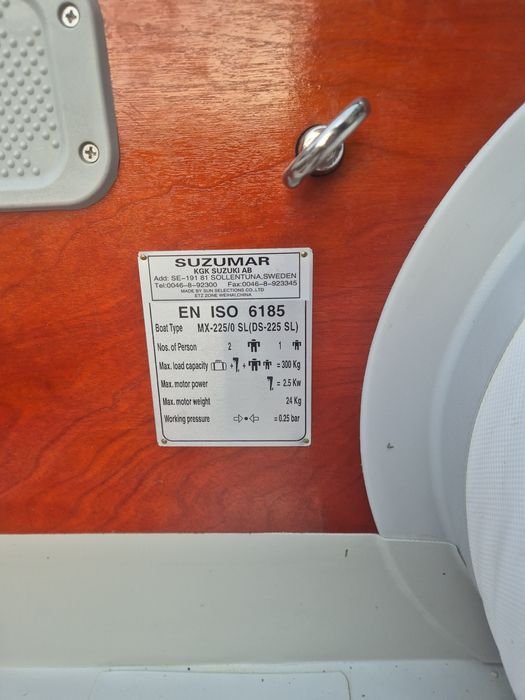 SUZUMAR
KGK SUZUKI AB
Add: SE-191 81 SOLLENTUNA,SWEDEN
Tel:0046-8-92300 Fax:0046-8-923345
MADE BY SUN SELECTIONS CO.,LTD
ETZ ZONE WEIHAI,CHINA
EN ISO 6185
Boat Type MX-225/0 SL(DS-225 SL)
Nos. of Person 2 1
Max. load capacity + + = 300 Kg
Max. motor power = 2.5 Kw
Max. motor weight 24 Kg
Working pressure = 0.25 bar